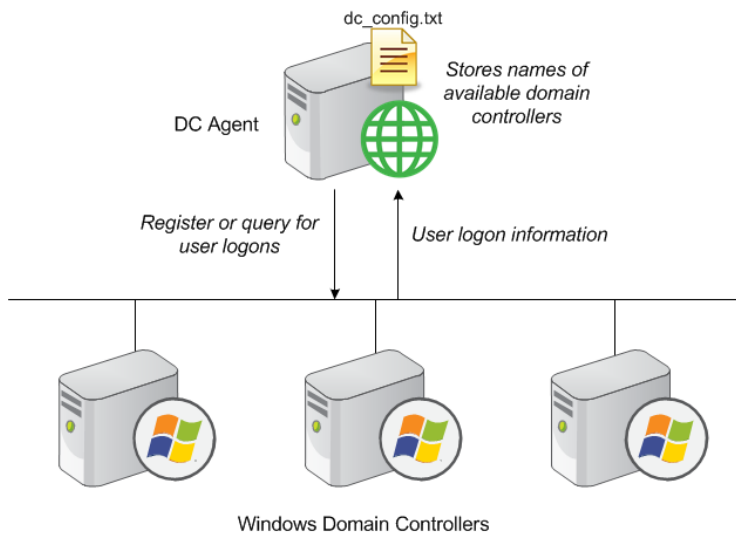 dc_config.txt
Stores names of
available domain
controllers
DC Agent
Register or query for
user logons
User logon information
Windows Domain Controllers